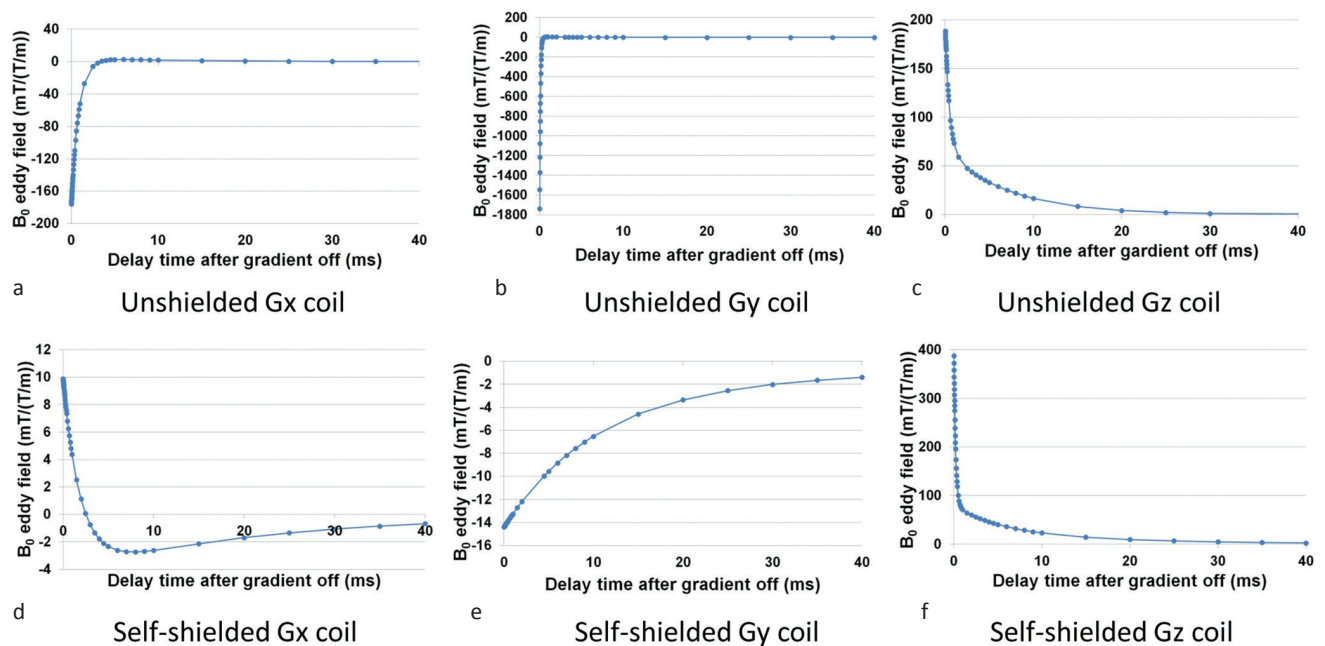 40
0
-40
-80
-120
-160
-200
B0 eddy field (mT/(T/m))
0 10 20 30 40
Delay time after gradient off (ms)
a
Unshielded Gx coil
200
0
-200
-400
-600
-800
-1000
-1200
-1400
-1600
-1800
B0 eddy field (mT/(T/m))
0 10 20 30 40
Delay time after gradient off (ms)
b
Unshielded Gy coil
200
150
100
50
0
B0 eddy field (mT/(T/m))
0 10 20 30 40
Dealy time after gardient off (ms)
c
Unshielded Gz coil
12
10
8
6
4
2
0
-2
-4
B0 eddy field (mT/(T/m))
0 10 20 30 40
Delay time after gradient off (ms)
d
Self-shielded Gx coil
0
-2
-4
-6
-8
-10
-12
-14
-16
B0 eddy field (mT/(T/m))
0 10 20 30 40
Delay time after gradient off (ms)
e
Self-shielded Gy coil
400
300
200
100
0
B0 eddy field (mT/(T/m))
0 10 20 30 40
Delay time after gradient off (ms)
f
Self-shielded Gz coil